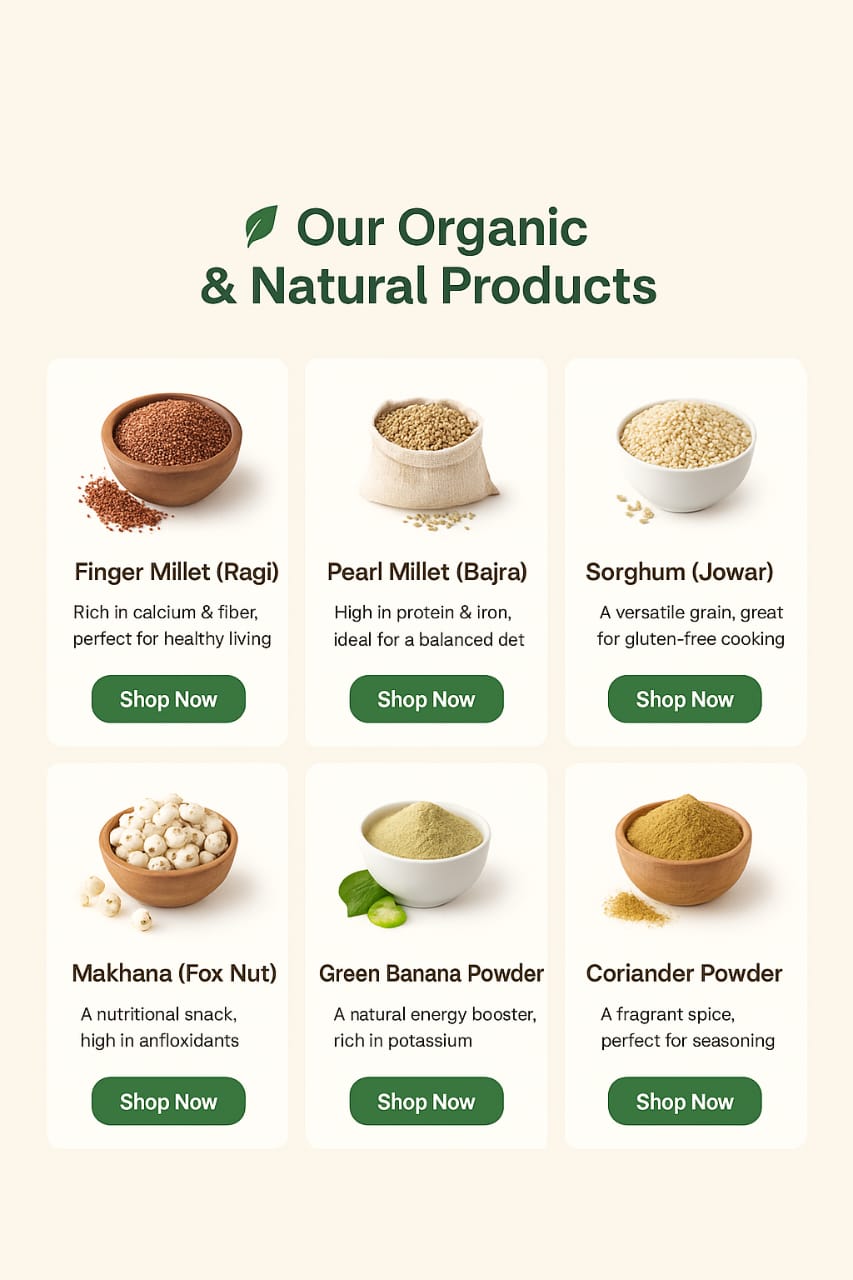 Our Organic
& Natural Products
Finger Millet (Ragi)
Rich in calcium & fiber,
perfect for healthy living
Shop Now
Pearl Millet (Bajra)
High in protein & iron,
ideal for a balanced det
Shop Now
Sorghum (Jowar)
A versatile grain, great
for gluten-free cooking
Shop Now
Makhana (Fox Nut)
A nutritional snack,
high in anfloxidants
Shop Now
Green Banana Powder
A natural energy booster,
rich in potassium
Shop Now
Coriander Powder
A fragrant spice,
perfect for seasoning
Shop Now